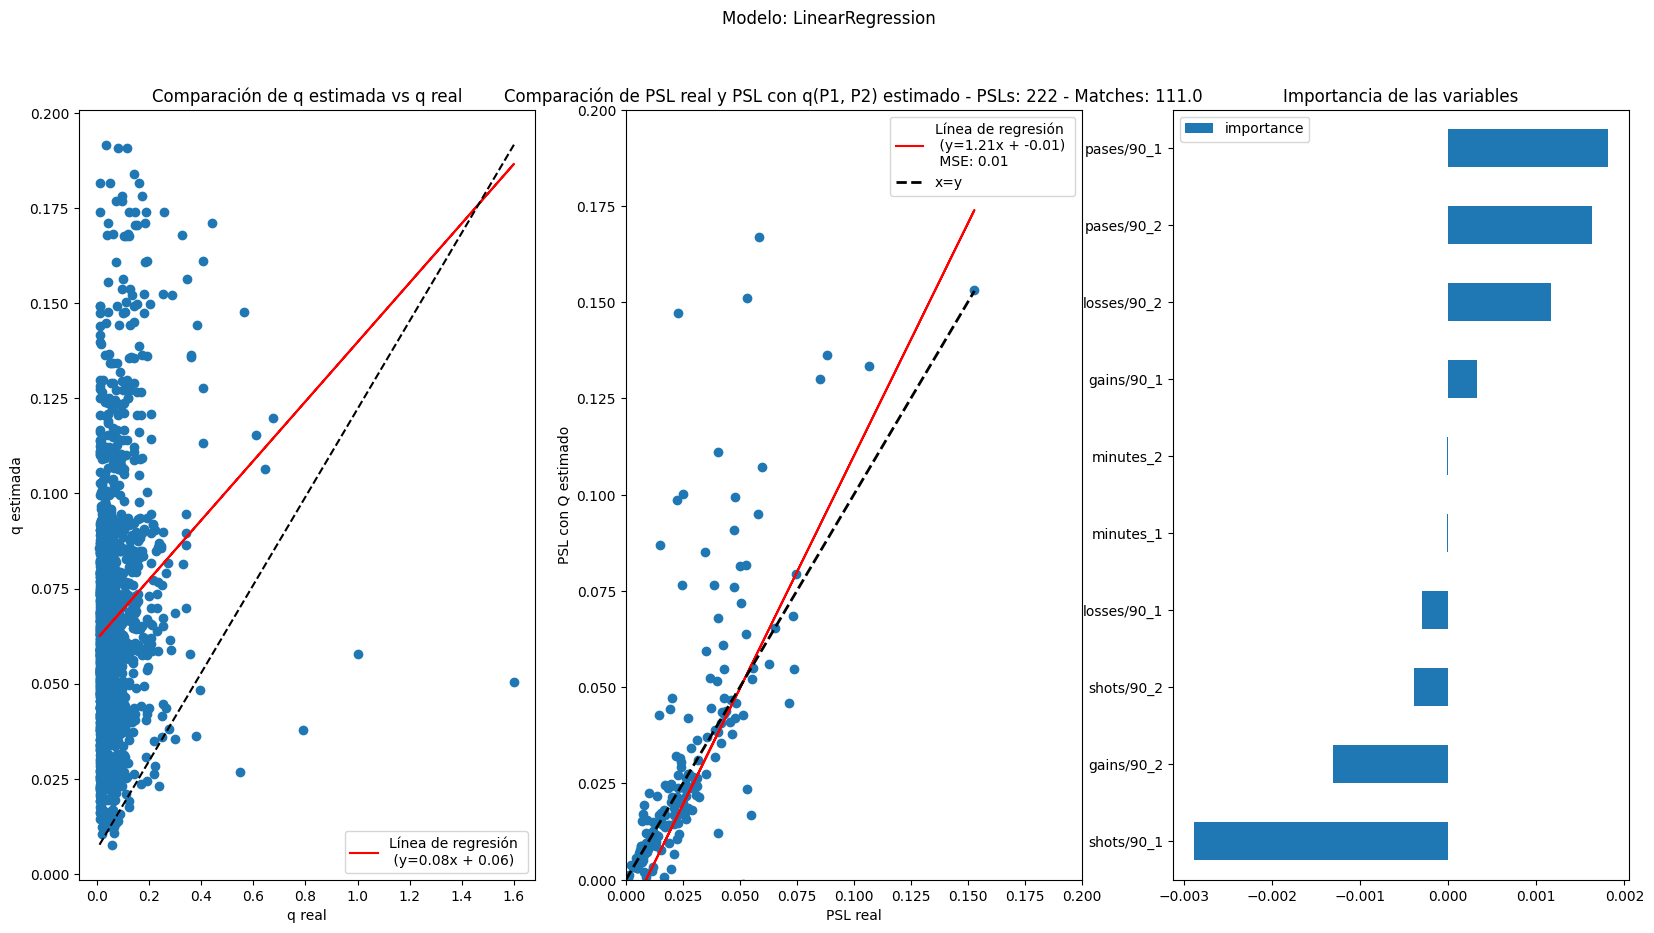 Modelo: LinearRegression
Comparación de q estimada vs q real
q estimada
0.200
0.175
0.150
0.125
0.100
0.075
0.050
0.025
0.000
Línea de regresión
(y=0.08x + 0.06)
0.0 0.2 0.4 0.6 0.8 1.0 1.2 1.4 1.6
q real
Comparación de PSL real y PSL con q(P1, P2) estimado - PSLs: 222 - Matches: 111.0
PSL con Q estimado
0.200
0.175
0.150
0.125
0.100
0.075
0.050
0.025
0.000
Línea de regresión
(y=1.21x + -0.01)
MSE: 0.01
x=y
0.000 0.025 0.050 0.075 0.100 0.125 0.150 0.175 0.200
PSL real
Importancia de las variables
importance
pases/90_1
pases/90_2
losses/90_2
gains/90_1
minutes_2
minutes_1
losses/90_1
shots/90_2
gains/90_2
shots/90_1
−0.003 −0.002 −0.001 0.000 0.001 0.002